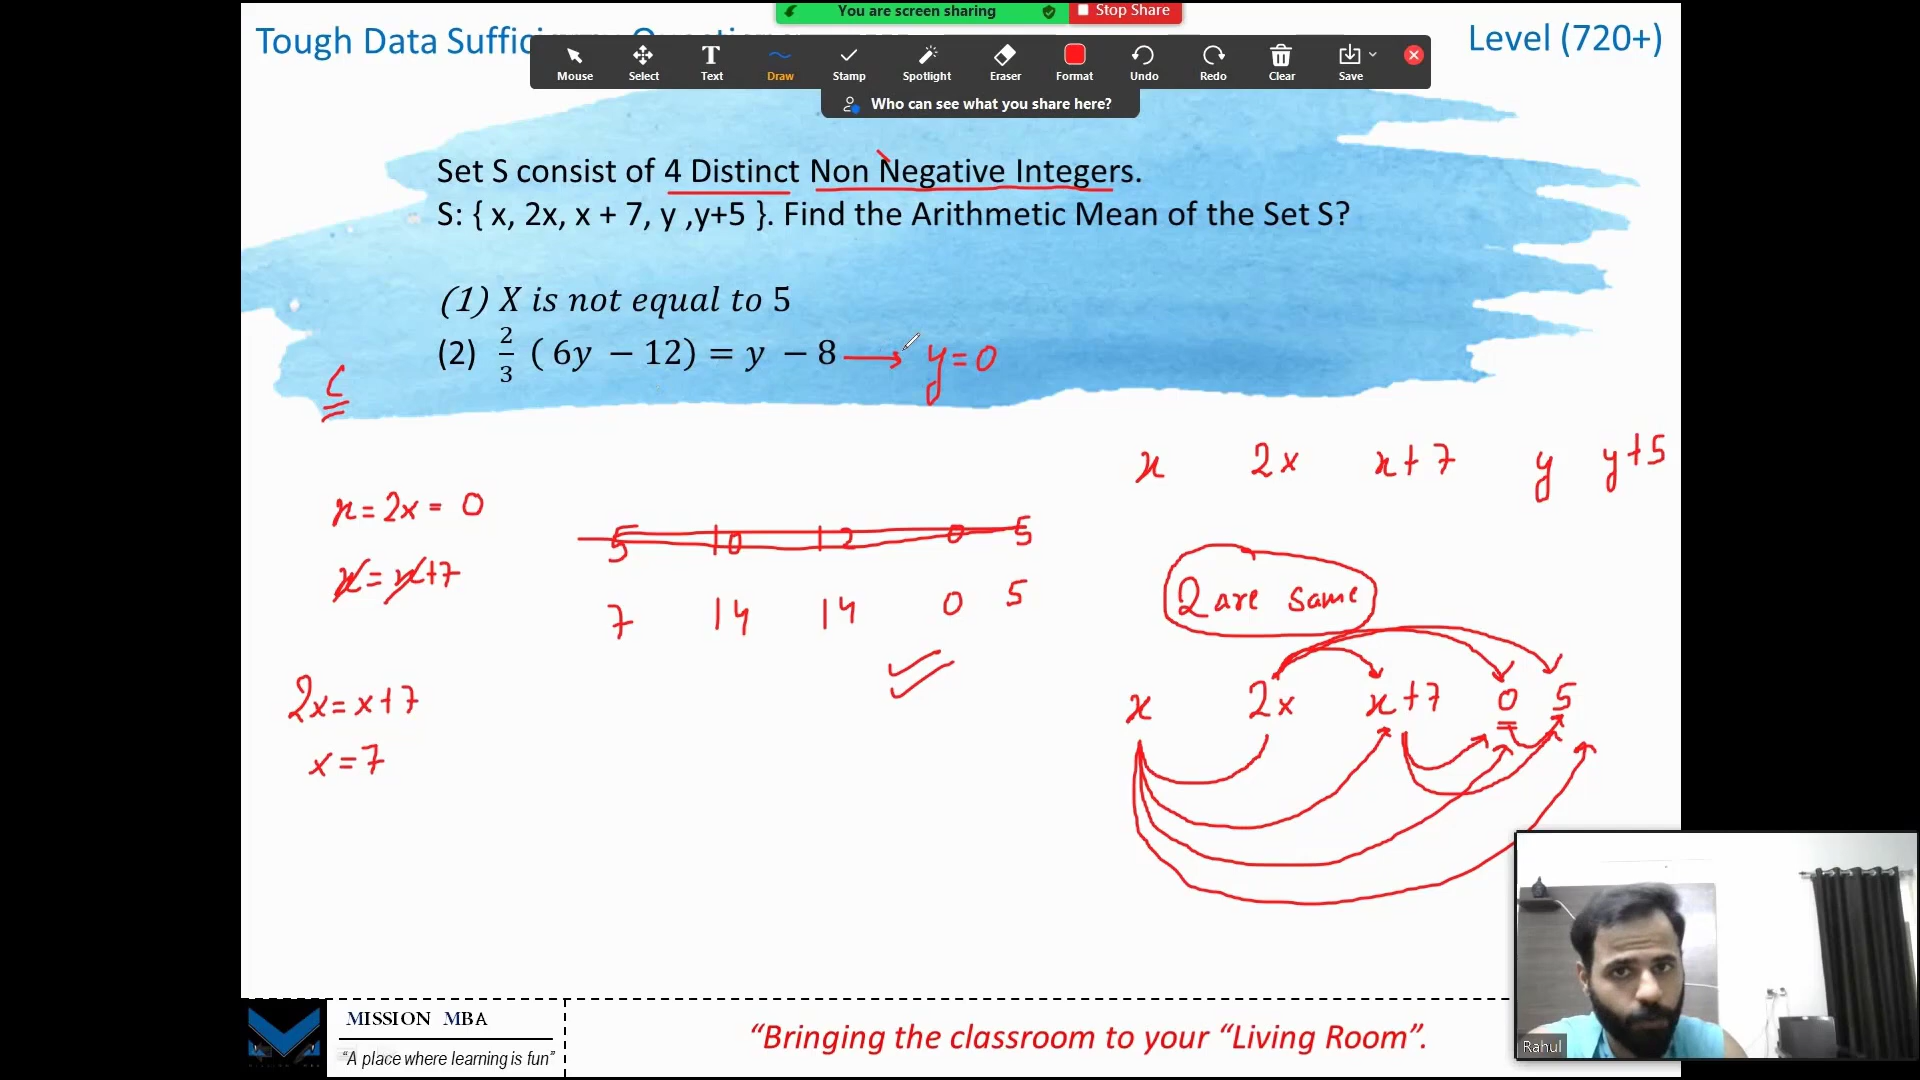 You are screen sharing
Stop Share
Tough Data Suffici
Level (720+)
Mouse Select Text Draw Stamp Spotlight Eraser Format Undo Redo Clear Save
Who can see what you share here?
Set S consist of 4 Distinct Non Negative Integers.
S: { x, 2x, x + 7, y ,y+5 }. Find the Arithmetic Mean of the Set S?
(1) X is not equal to 5
(2) 2/3 ( 6y − 12) = y − 8 → y = 0
C
x 2x x+7 y y+5
x = 2x = 0
5 10 12 0 5
x = x+7
7 14 14 0 5
2 are same
2x = x+7
x 2x x+7 0 5
x = 7
MISSION MBA
“A place where learning is fun”
“Bringing the classroom to your “Living Room”.
Rahul